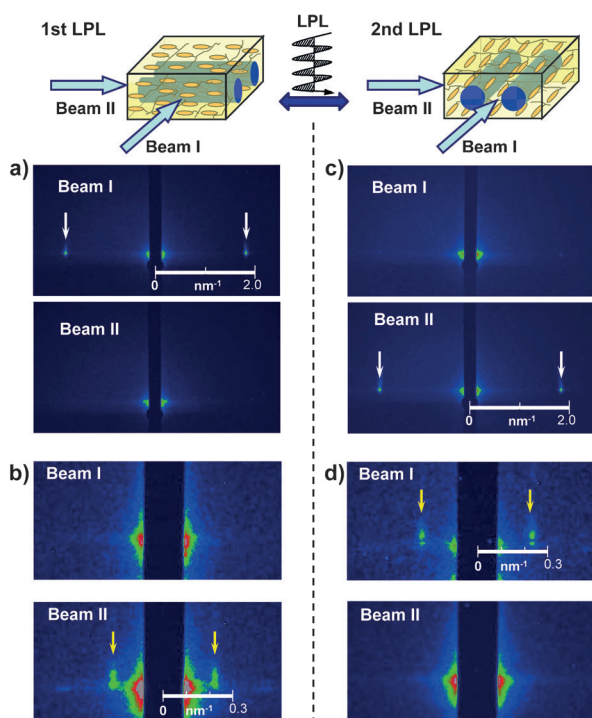 1st LPL
LPL
2nd LPL
Beam II
Beam I
Beam II
Beam I
a)
Beam I
0 nm⁻¹ 2.0
Beam II
b)
Beam I
Beam II
0 nm⁻¹ 0.3
c)
Beam I
Beam II
0 nm⁻¹ 2.0
d)
Beam I
0 nm⁻¹ 0.3
Beam II